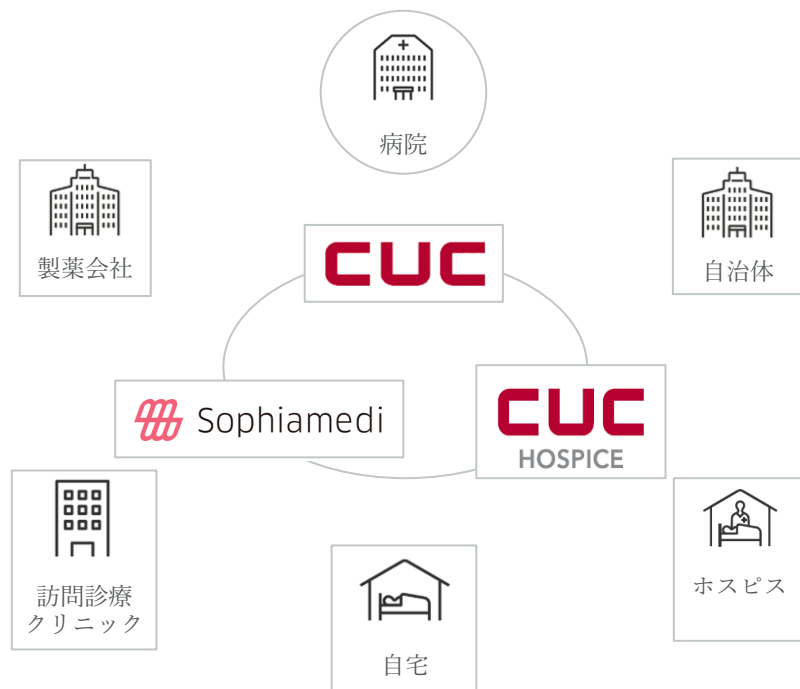 病院
製薬会社
自治体
CUC
Sophiamedi
CUC
HOSPICE
訪問診療
クリニック
自宅
ホスピス